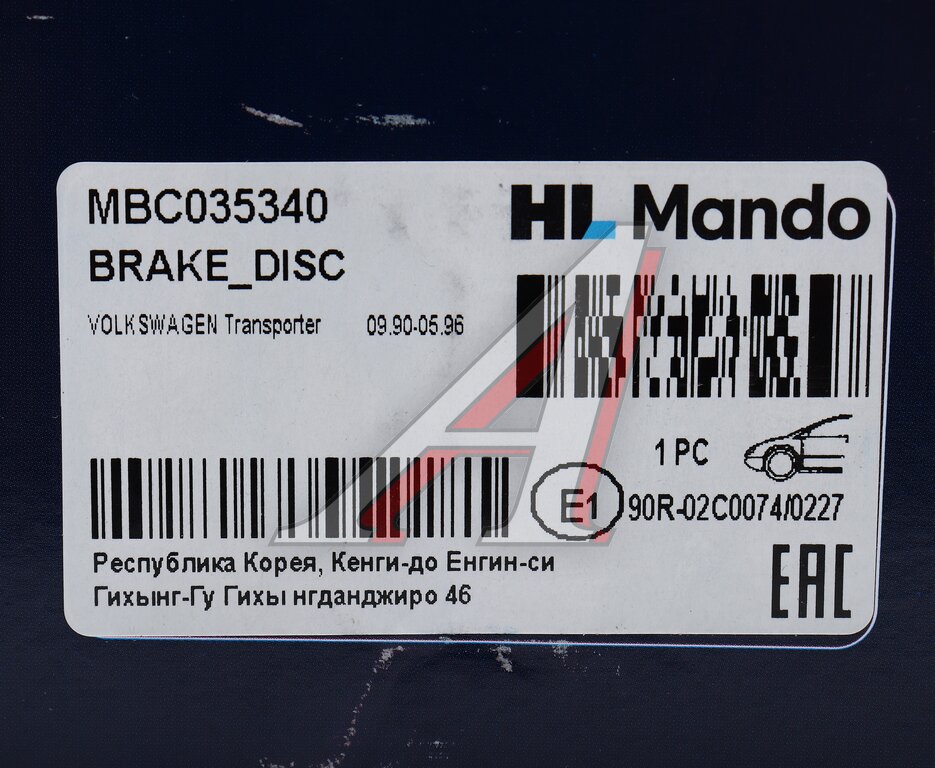 MBC035340
HL Mando
BRAKE_DISC
VOLKSWAGEN Transporter 09.90-05.96
1 PC
E1 90R-02C0074/0227
Республика Корея, Кенги-до Енгин-си
Гихынг-Гу Гихы нгданджиро 46
EAC